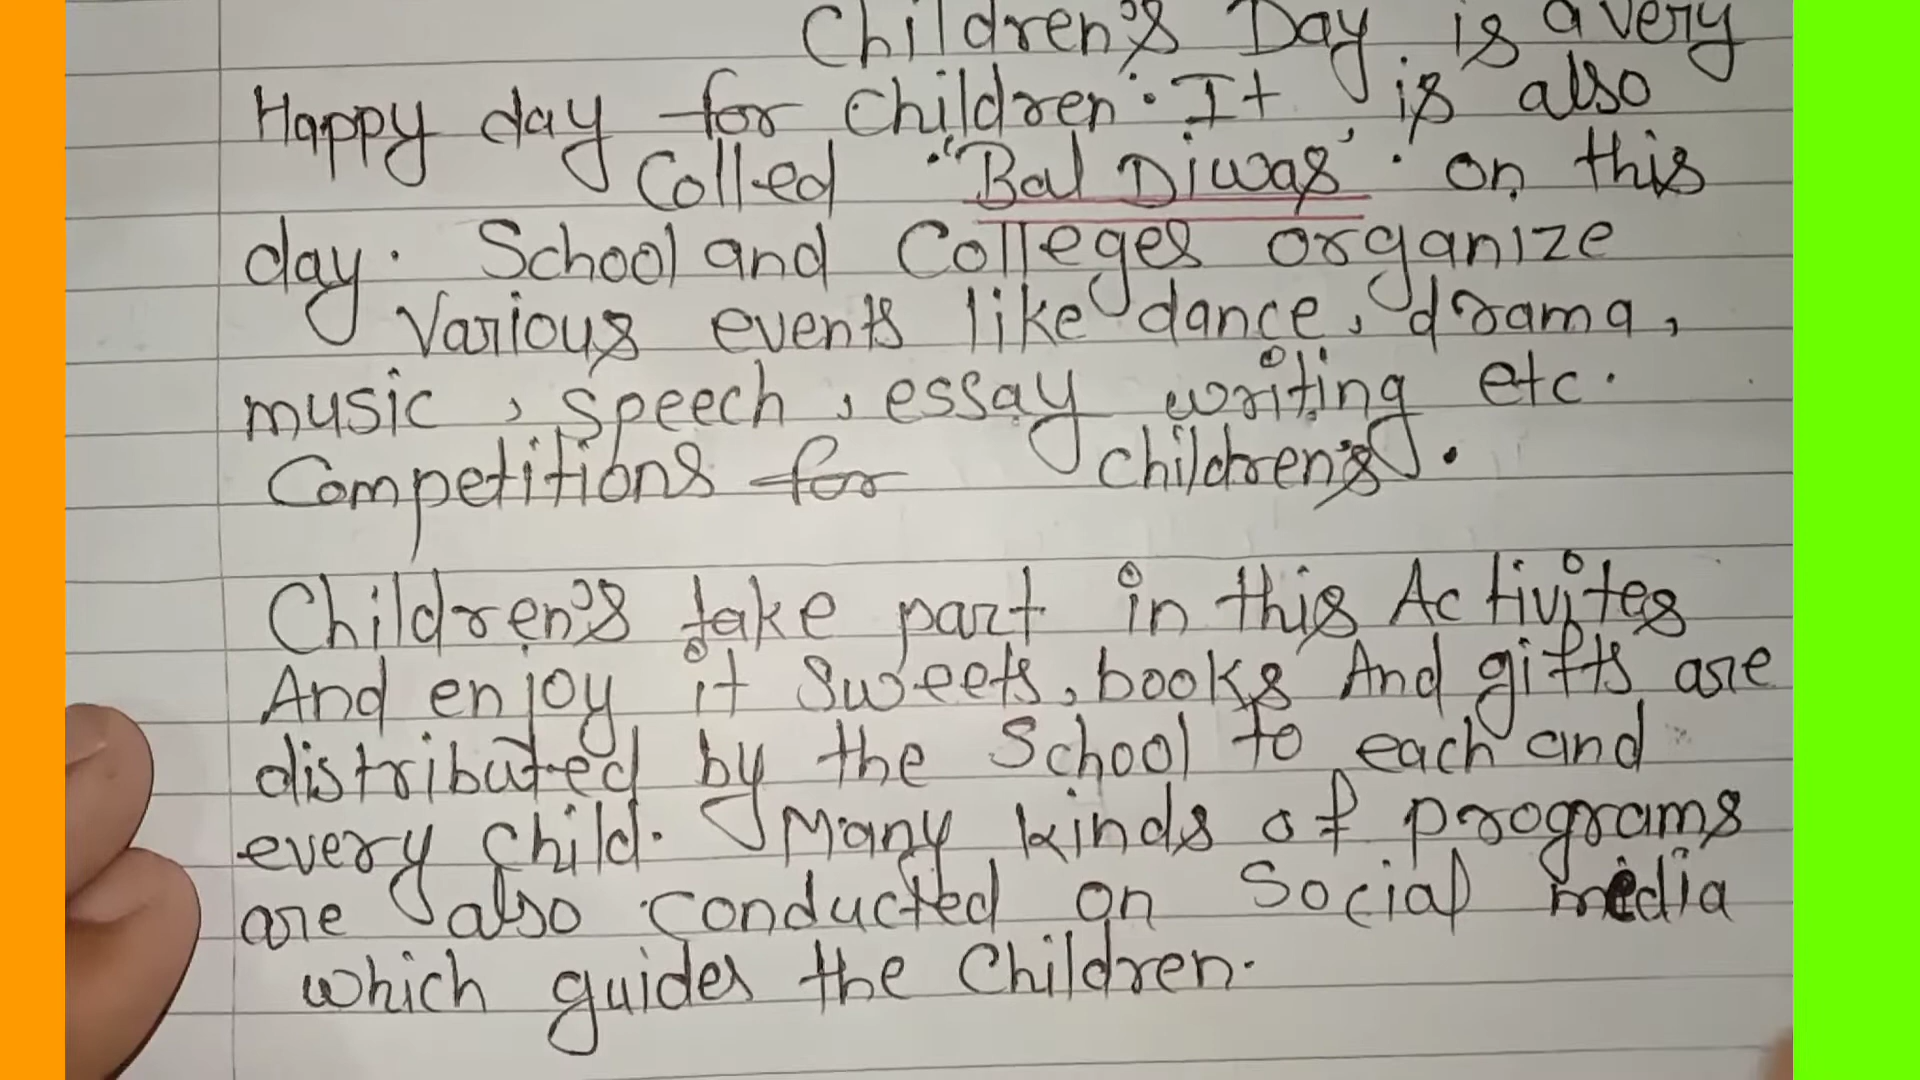 Children's Day is a very
Happy day for children. It is also
Called "Bal Diwas". on this
day. School and Colleges organize
Various events like dance, drama,
music, speech, essay writing etc.
Competitions for children's.
Children's take part in this Activites
And enjoy it Sweets, books And gifts are
distributed by the School to each and
every child. Many kinds of programs
are also conducted on Social media
which guides the Children.